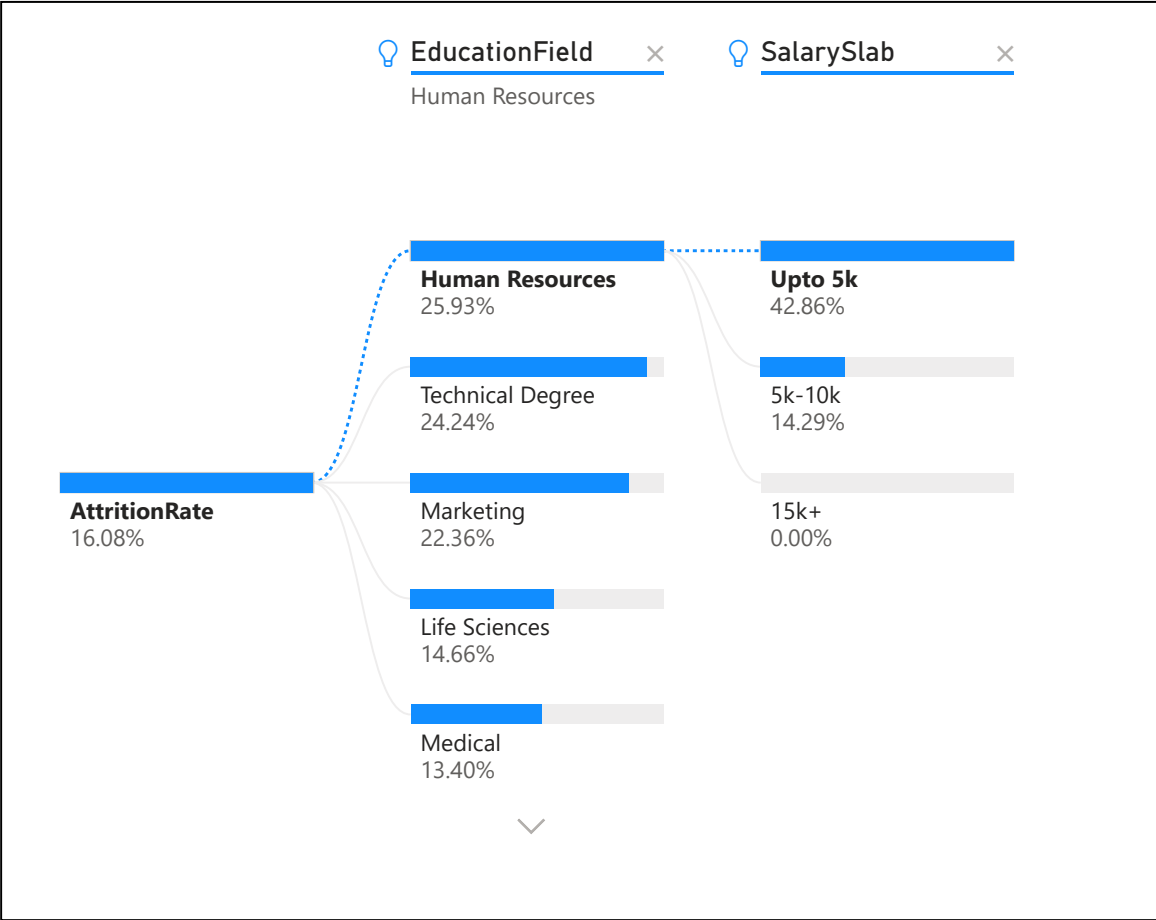 EducationField
SalarySlab
Human Resources
Human Resources
25.93%
Upto 5k
42.86%
Technical Degree
24.24%
5k-10k
14.29%
AttritionRate
16.08%
Marketing
22.36%
15k+
0.00%
Life Sciences
14.66%
Medical
13.40%